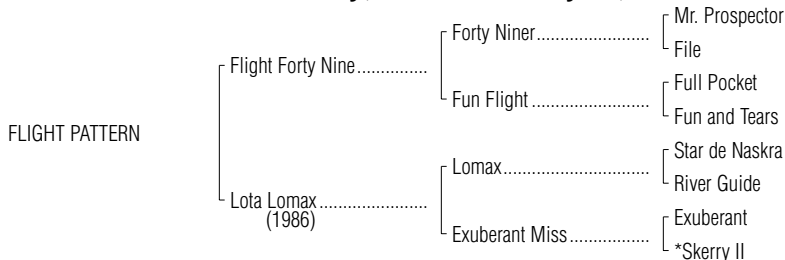 Mr. Prospector
Forty Niner
File
Flight Forty Nine
Full Pocket
Fun Flight
Fun and Tears
FLIGHT PATTERN
Star de Naskra
Lomax
River Guide
Lota Lomax
(1986)
Exuberant
Exuberant Miss
*Skerry II